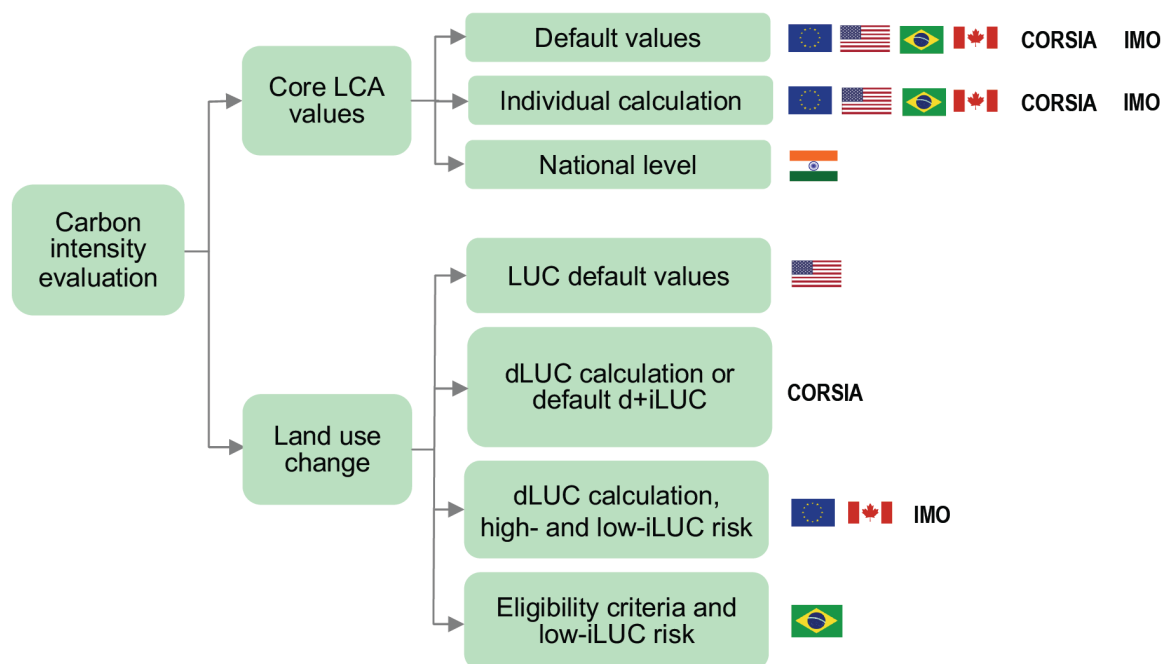 Default values
CORSIA IMO
Core LCA
values
Individual calculation
CORSIA IMO
National level
Carbon
intensity
evaluation
LUC default values
dLUC calculation or
default d+iLUC
CORSIA
Land use
change
dLUC calculation,
high- and low-iLUC risk
IMO
Eligibility criteria and
low-iLUC risk